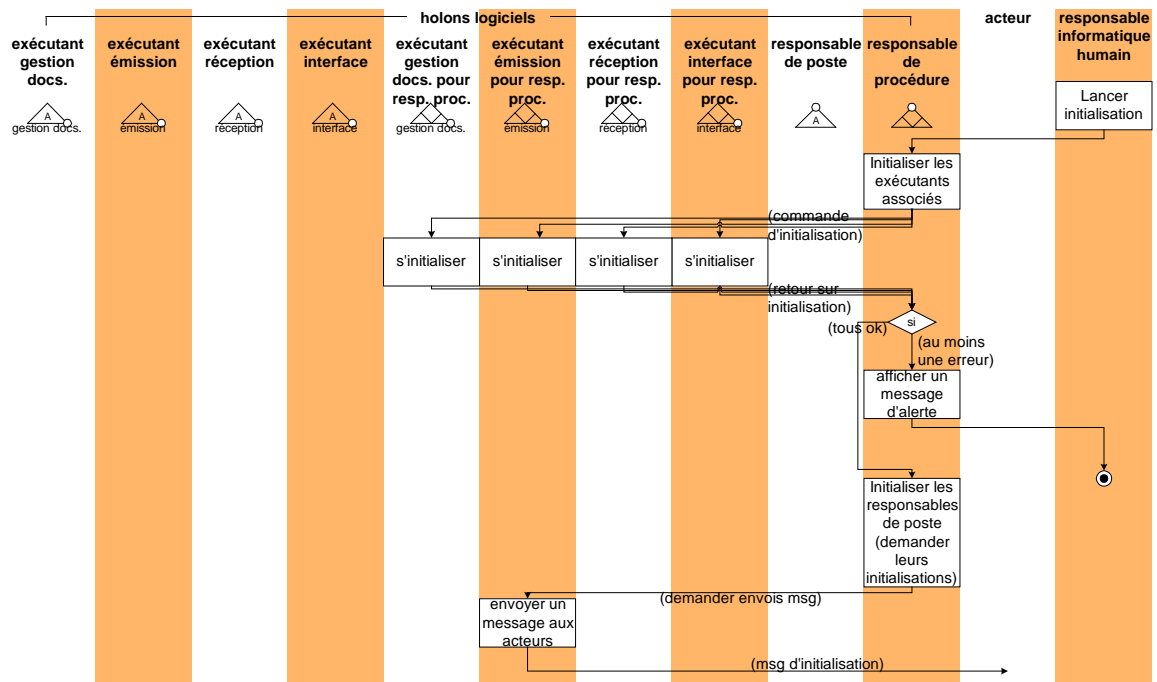 holons logiciels
acteur
responsable
informatique
humain
exécutant
gestion
docs.
exécutant
émission
exécutant
réception
exécutant
interface
exécutant
gestion
docs. pour
resp. proc.
exécutant
émission
pour resp.
proc.
exécutant
réception
pour resp.
proc.
exécutant
interface
pour resp.
proc.
responsable
de poste
responsable
de
procédure
A
gestion docs.
A
émission
A
réception
A
interface
gestion docs.
émission
réception
interface
A
Lancer
initialisation
Initialiser les
exécutants
associés
(commande
d'initialisation)
s'initialiser
s'initialiser
s'initialiser
s'initialiser
(retour sur
initialisation)
si
(tous ok)
(au moins
une erreur)
afficher un
message
d'alerte
Initialiser les
responsables
de poste
(demander
leurs
initialisations)
(demander envois msg)
envoyer un
message aux
acteurs
(msg d'initialisation)